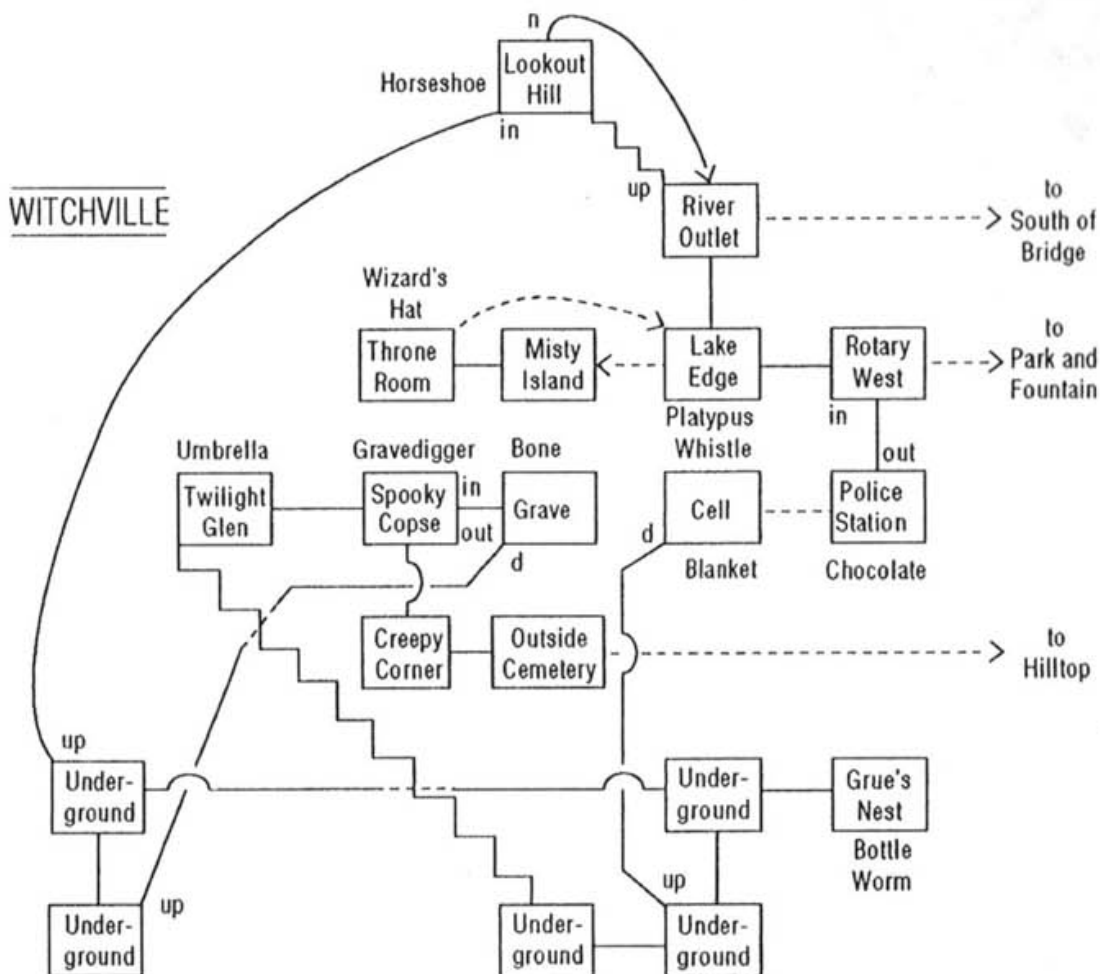 n
Lookout
Hill
Horseshoe
in
WITCHVILLE
up
River
Outlet
to
South of
Bridge
Wizard's
Hat
Throne
Room
Misty
Island
Lake
Edge
Rotary
West
to
Park and
Fountain
Platypus
Whistle
in
out
Umbrella
Gravedigger
Bone
Twilight
Glen
Spooky
Copse
in
out
Grave
d
Cell
d
Police
Station
Blanket
Chocolate
Creepy
Corner
Outside
Cemetery
to
Hilltop
up
Under-
ground
Under-
ground
Grue's
Nest
Bottle
Worm
up
Under-
ground
Under-
ground
up
Under-
ground